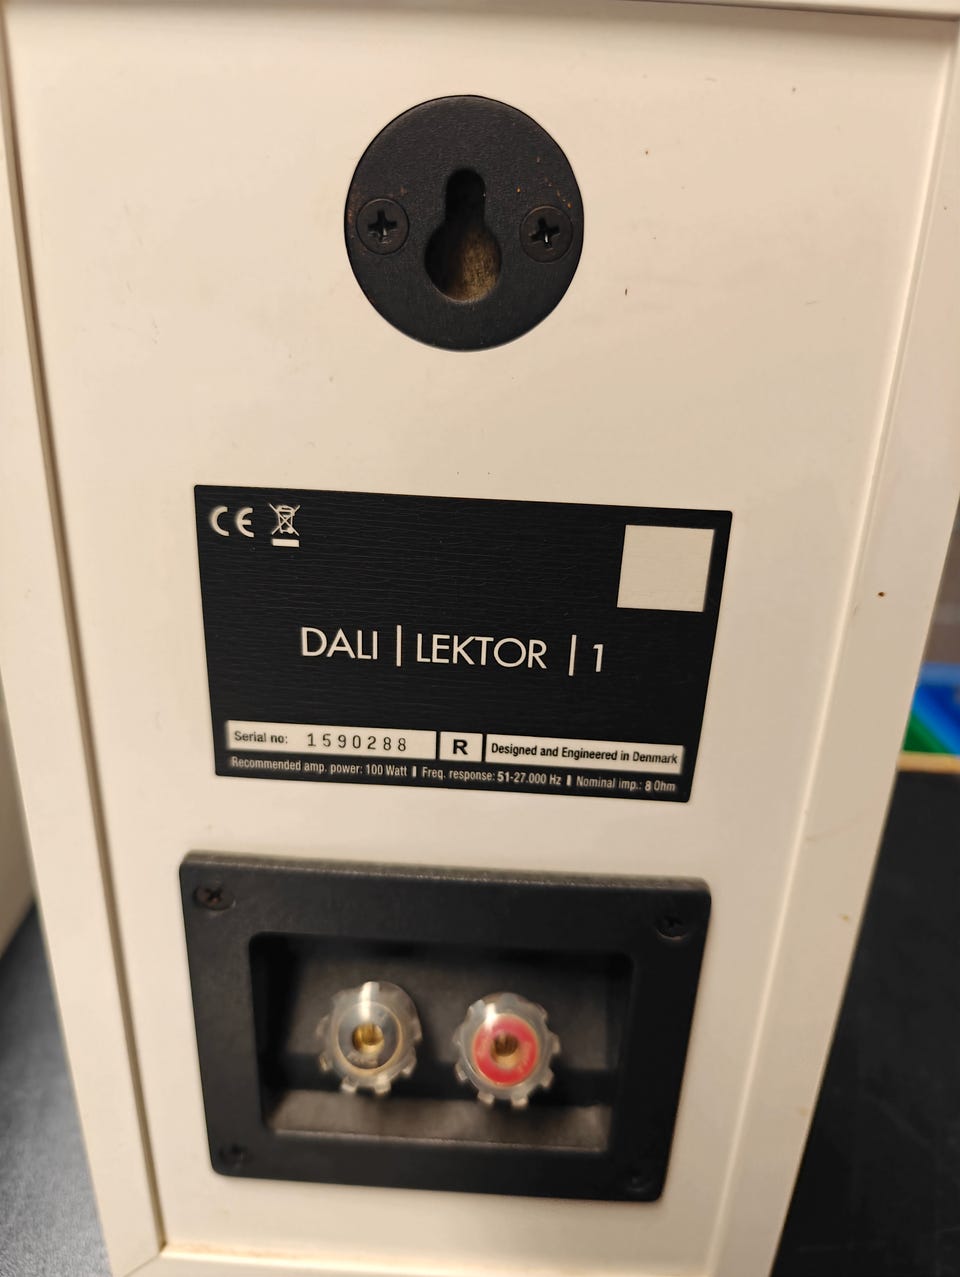 CE
DALI | LEKTOR | 1
Serial no: 1590288 R Designed and Engineered in Denmark
Recommended amp. power: 100 Watt | Freq. response: 51-27.000 Hz | Nominal imp.: 8 Ohm